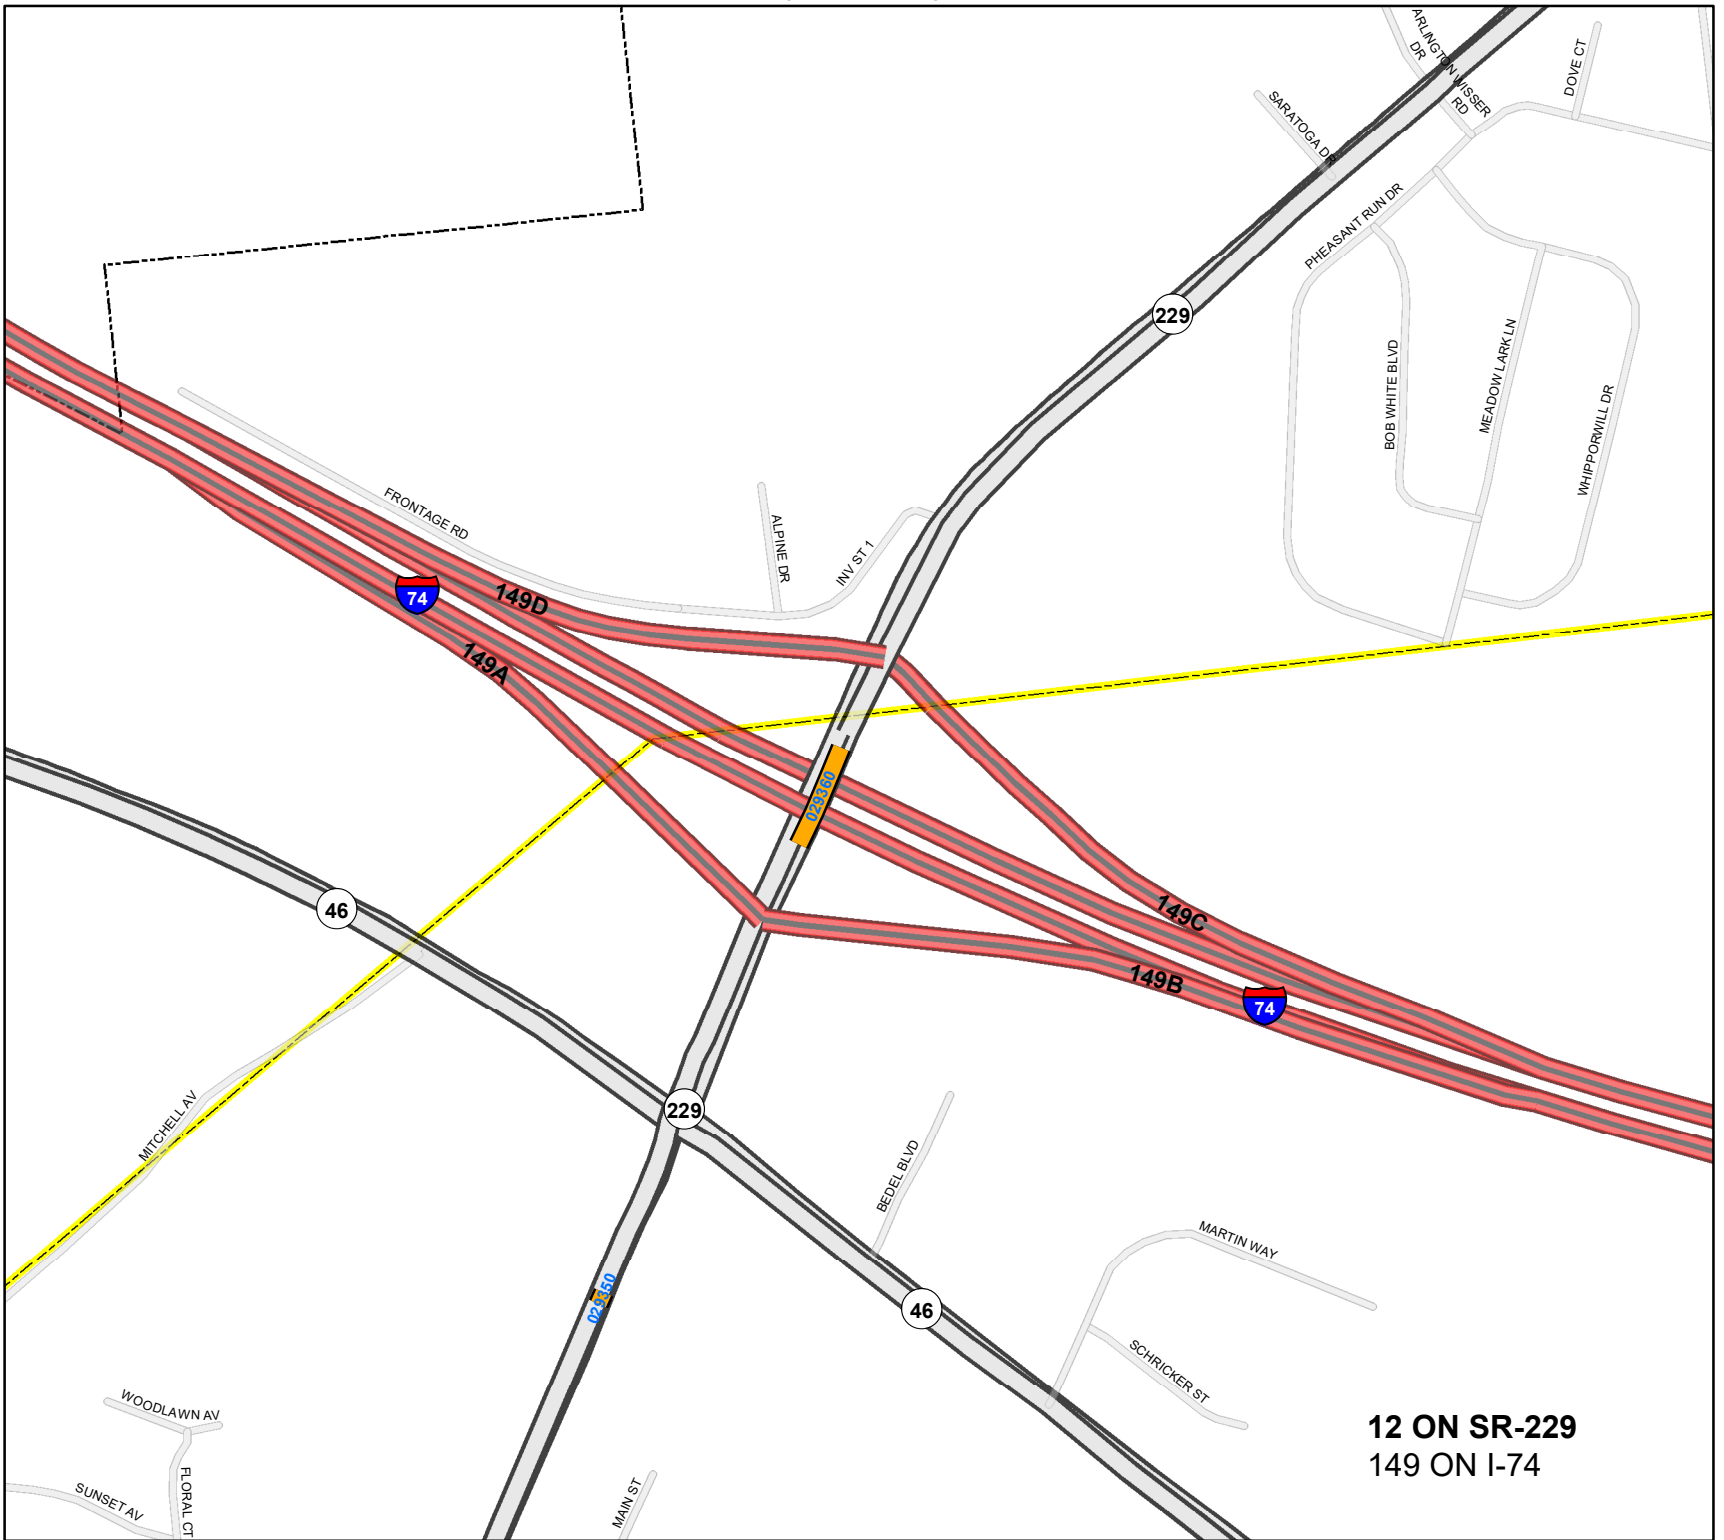 ARLINGTON
DR
WISSER
RD
DOVE CT
SARATOGA DR
PHEASANT RUN DR
229
BOB WHITE BLVD
MEADOW LARK LN
WHIPPORWILL DR
FRONTAGE RD
ALPINE DR
INV ST 1
74
149D
149A
029360
46
149C
149B
74
MITCHELL AV
229
BEDEL BLVD
MARTIN WAY
029350
46
SCHRICKER ST
WOODLAWN AV
FLORAL CT
SUNSET AV
MAIN ST
12 ON SR-229
149 ON I-74